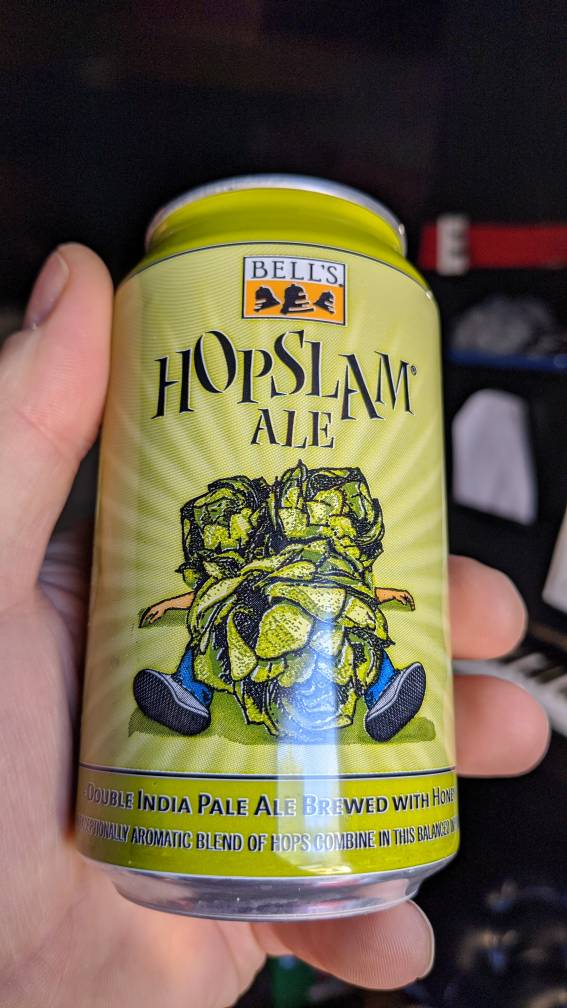 E
BELL'S
HOPSLAM®
ALE
DOUBLE INDIA PALE ALE BREWED WITH
AROMATIC BLEND OF HOPS COMBINE IN THIS BALANCED